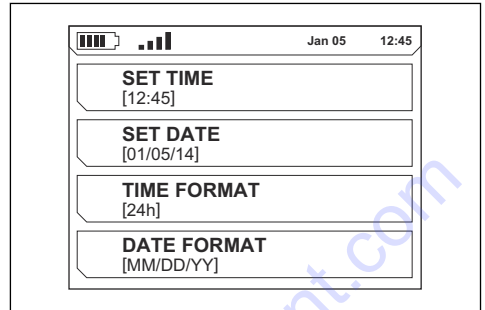 Jan 05 12:45
SET TIME
[12:45]
SET DATE
[01/05/14]
TIME FORMAT
[24h]
DATE FORMAT
[MM/DD/YY]